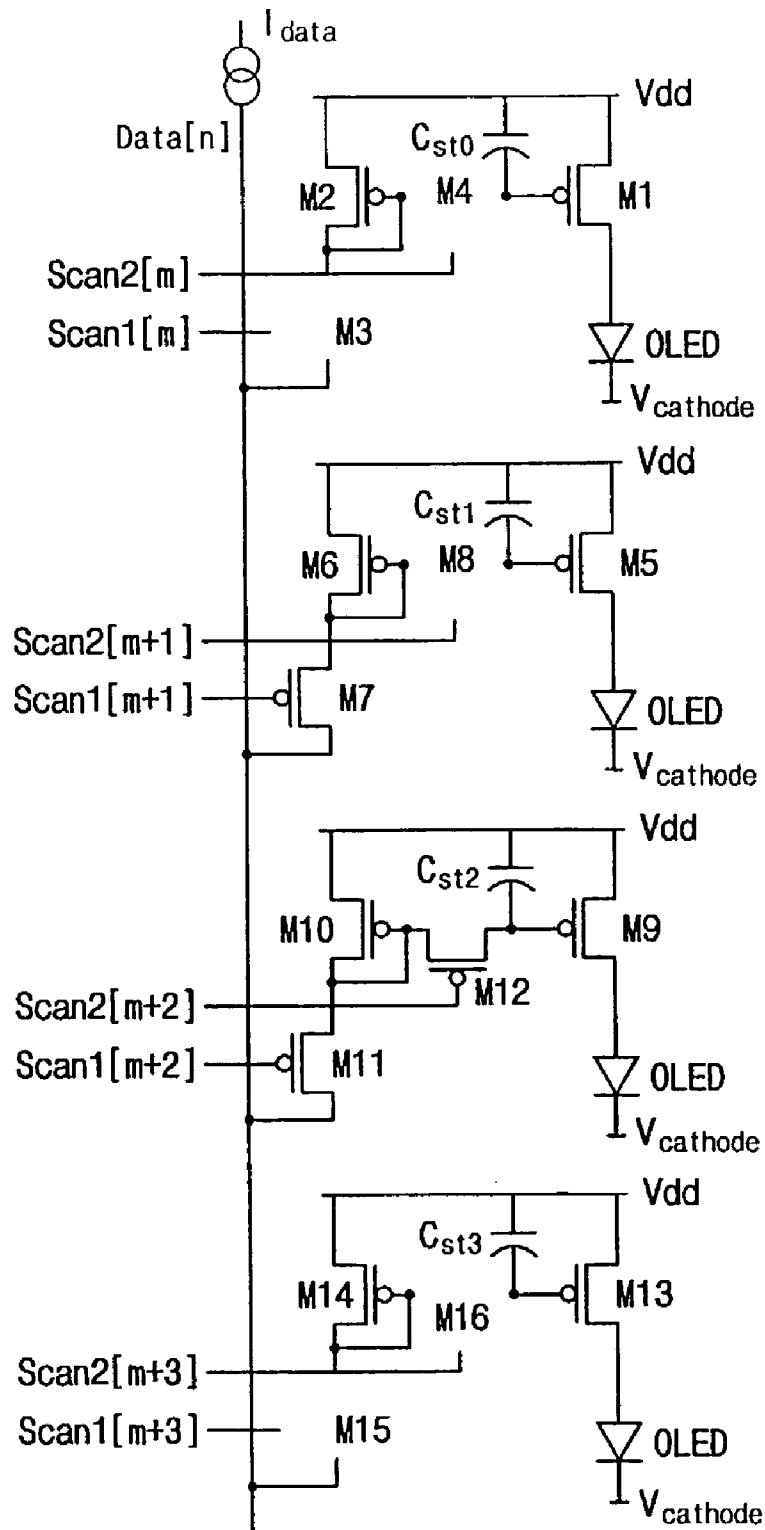 I data
Vdd
Data[n]
Cst0
M2
M4
M1
Scan2[m]
Scan1[m]
M3
OLED
Vcathode
Vdd
Cst1
M6
M8
M5
Scan2[m+1]
Scan1[m+1]
M7
OLED
Vcathode
Vdd
Cst2
M10
M9
M12
Scan2[m+2]
Scan1[m+2]
M11
OLED
Vcathode
Vdd
Cst3
M14
M16
M13
Scan2[m+3]
Scan1[m+3]
M15
OLED
Vcathode